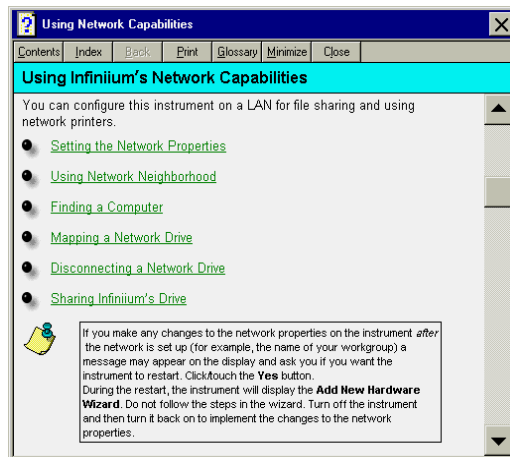 Using Network Capabilities
Contents Index Back Print Glossary Minimize Close
Using Infiniium's Network Capabilities
You can configure this instrument on a LAN for file sharing and using
network printers.
Setting the Network Properties
Using Network Neighborhood
Finding a Computer
Mapping a Network Drive
Disconnecting a Network Drive
Sharing Infiniium's Drive
If you make any changes to the network properties on the instrument after
the network is set up (for example, the name of your workgroup) a
message may appear on the display and ask you if you want the
instrument to restart. Click/touch the Yes button.
During the restart, the instrument will display the Add New Hardware
Wizard. Do not follow the steps in the wizard. Turn off the instrument
and then turn it back on to implement the changes to the network
properties.